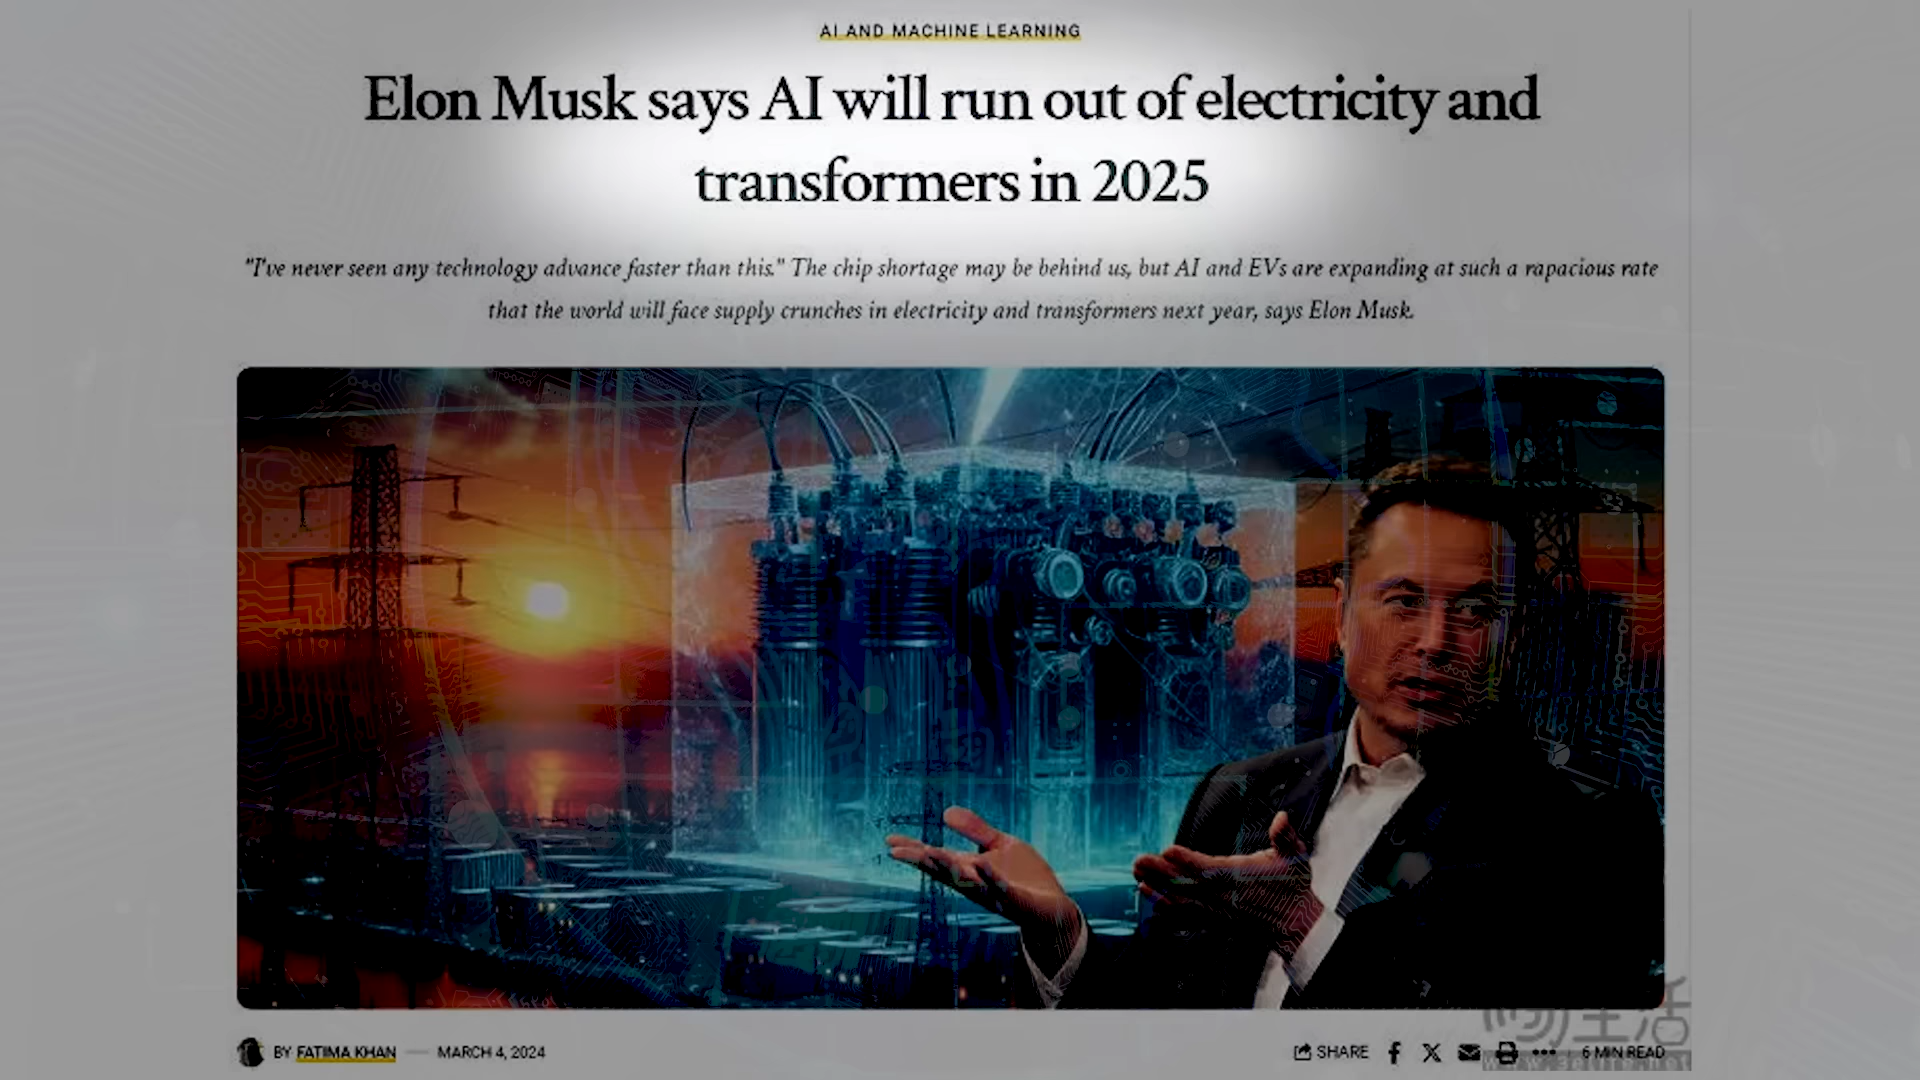 AI AND MACHINE LEARNING
Elon Musk says AI will run out of electricity and
transformers in 2025
"I've never seen any technology advance faster than this." The chip shortage may be behind us, but AI and EVs are expanding at such a rapacious rate
that the world will face supply crunches in electricity and transformers next year, says Elon Musk.
BY FATIMA KHAN — MARCH 4, 2024
SHARE
6 MIN READ
生活